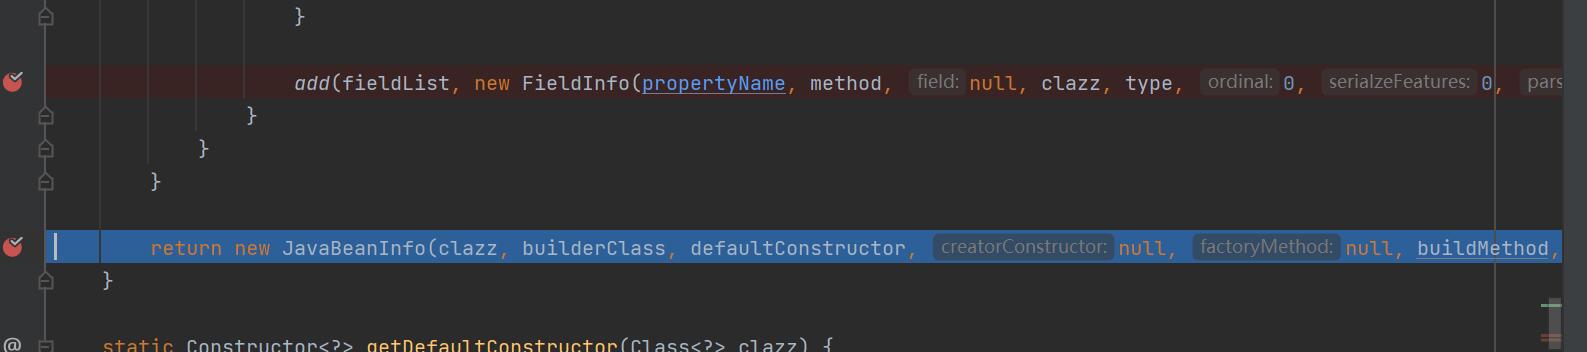 }
add(fieldList, new FieldInfo(propertyName, method, field: null, clazz, type, ordinal: 0, serialzeFeatures: 0, pars
}
}
}
return new JavaBeanInfo(clazz, builderClass, defaultConstructor, creatorConstructor: null, factoryMethod: null, buildMethod,
}
@ static Constructor<?> getDefaultConstructor(Class<?> clazz) {